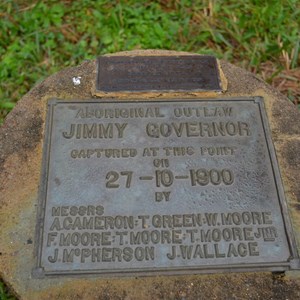 ABORIGINAL OUTLAW
JIMMY GOVERNOR
CAPTURED AT THIS POINT
ON
27-10-1900
BY
MESSRS
A.CAMERON·T.GREEN·W.MOORE
F.MOORE·T.MOORE·T.MOORE JUN
J.McPHERSON J.WALLACE